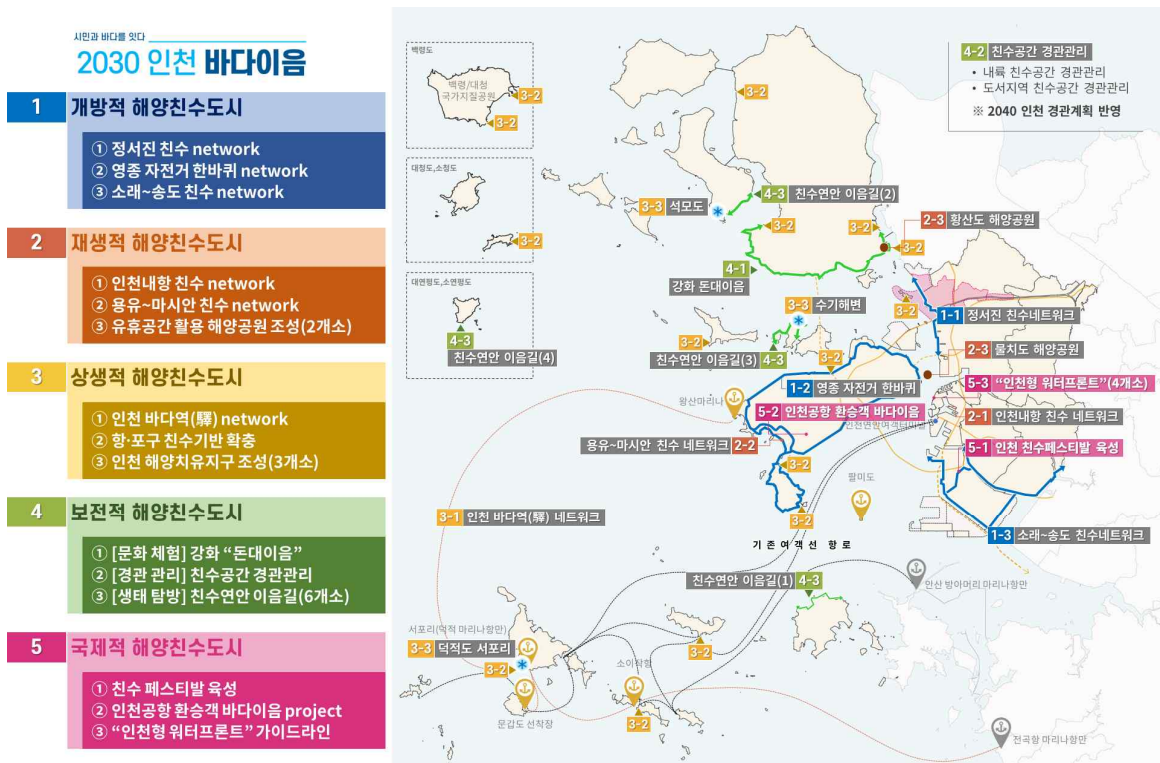 시민과 바다를 잇다
2030 인천 바다이음
1 개방적 해양친수도시
① 정서진 친수 network
② 영종 자전거 한바퀴 network
③ 소래~송도 친수 network
2 재생적 해양친수도시
① 인천내항 친수 network
② 용유~마시안 친수 network
③ 유휴공간 활용 해양공원 조성(2개소)
3 상생적 해양친수도시
① 인천 바다역(驛) network
② 항·포구 친수기반 확충
③ 인천 해양치유지구 조성(3개소)
4 보전적 해양친수도시
① [문화 체험] 강화 “돈대이음”
② [경관 관리] 친수공간 경관관리
③ [생태 탐방] 친수연안 이음길(6개소)
5 국제적 해양친수도시
① 친수 페스티발 육성
② 인천공항 환승객 바다이음 project
③ “인천형 워터프론트” 가이드라인
백령도
백령/대청
국가지질공원
3-2
3-2
대청도,소청도
3-2
대연평도,소연평도
4-3
친수연안 이음길(4)
4-2 친수공간 경관관리
• 내륙 친수공간 경관관리
• 도서지역 친수공간 경관관리
※ 2040 인천 경관계획 반영
3-2
4-3 친수연안 이음길(2)
3-3 석모도
3-2
3-2
2-3 황산도 해양공원
3-2
4-1
강화 돈대이음
3-3 수기해변
3-2
1-1 정서진 친수네트워크
3-2
친수연안 이음길(3) 4-3
3-2
2-3 물치도 해양공원
1-2 영종 자전거 한바퀴
5-3 “인천형 워터프론트”(4개소)
왕산마리나
5-2 인천공항 환승객 바다이음
2-1 인천내항 친수 네트워크
인천연안여객터미널
용유~마시안 친수 네트워크 2-2
5-1 인천 친수페스티발 육성
3-2
팔미도
3-1 인천 바다역(驛) 네트워크
3-2
1-3 소래~송도 친수네트워크
기존여객선 항로
친수연안 이음길(1) 4-3
안산 방아머리 마리나항만
서포리(덕적 마리나항만)
3-3 덕적도 서포리
3-2
3-2
소이작항
문갑도 선착장
3-2
전곡항 마리나항만